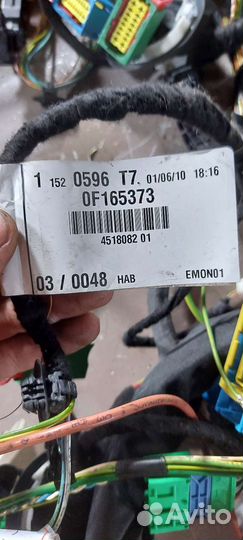 1 152 0596 T7. 01/06/10 18:16
0F165373
4518082 01
03 / 0048 HAB EMON01
Avito